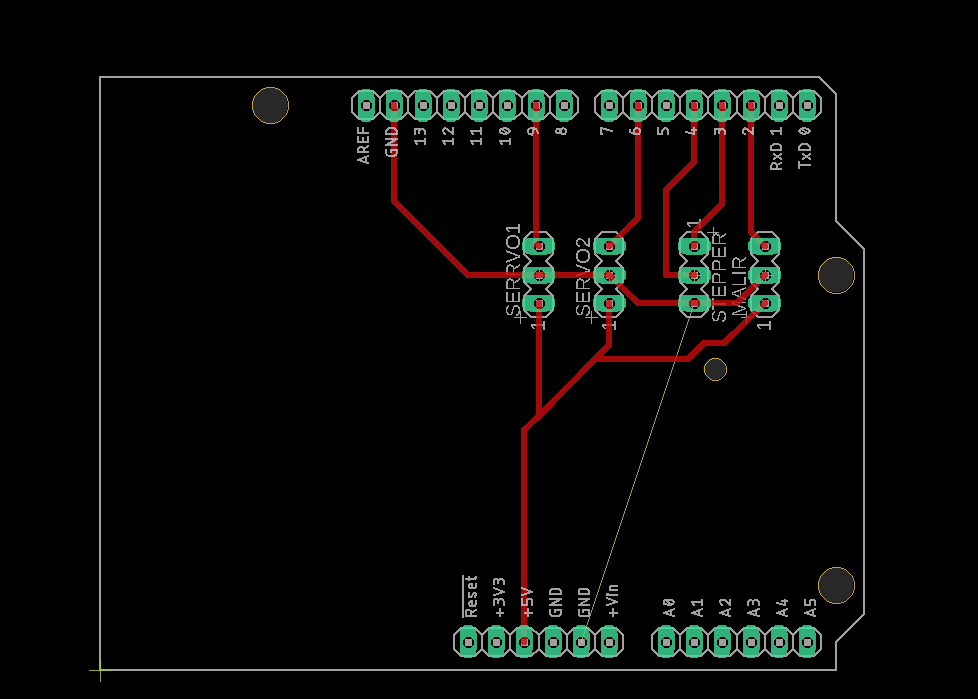 AREF
GND
13
12
11
10
9
8
7
6
5
4
3
2
RxD 1
TxD 0
SERRVO1
1
SERVO2
1
1
STEPPER
MALIR
1
Reset
+3V3
+5V
GND
GND
+VIn
A0
A1
A2
A3
A4
A5